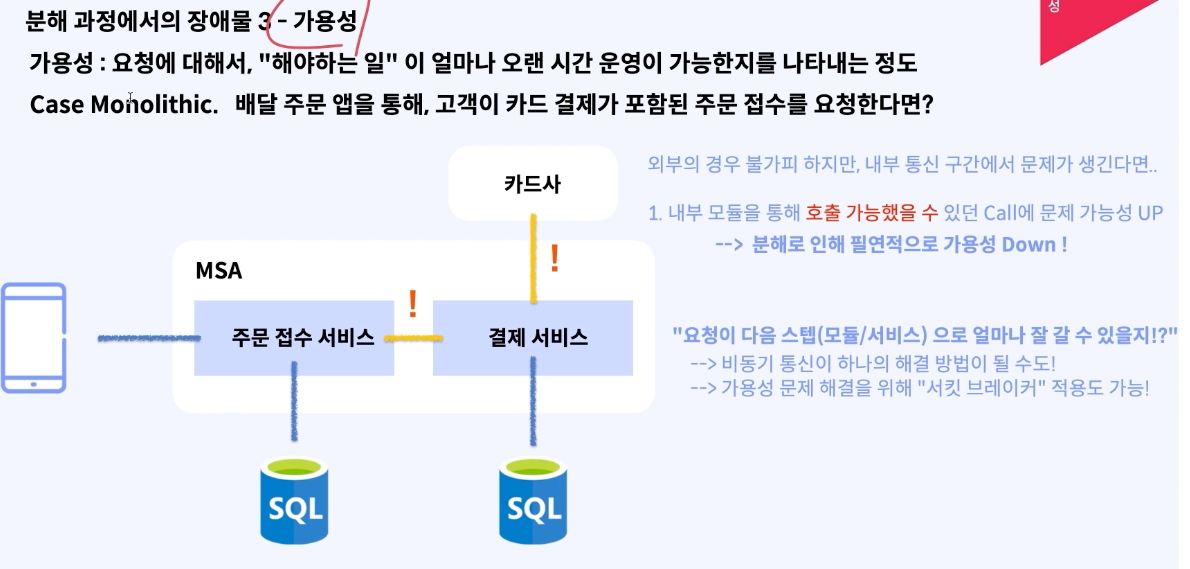 성
분해 과정에서의 장애물 3 - 가용성
가용성 : 요청에 대해서, "해야하는 일" 이 얼마나 오랜 시간 운영이 가능한지를 나타내는 정도
Case Monolithic. 배달 주문 앱을 통해, 고객이 카드 결제가 포함된 주문 접수를 요청한다면?
카드사
외부의 경우 불가피 하지만, 내부 통신 구간에서 문제가 생긴다면..
1. 내부 모듈을 통해 호출 가능했을 수 있던 Call에 문제 가능성 UP
--> 분해로 인해 필연적으로 가용성 Down !
!
MSA
!
주문 접수 서비스
결제 서비스
"요청이 다음 스텝(모듈/서비스) 으로 얼마나 잘 갈 수 있을지!?"
--> 비동기 통신이 하나의 해결 방법이 될 수도!
--> 가용성 문제 해결을 위해 "서킷 브레이커" 적용도 가능!
SQL
SQL